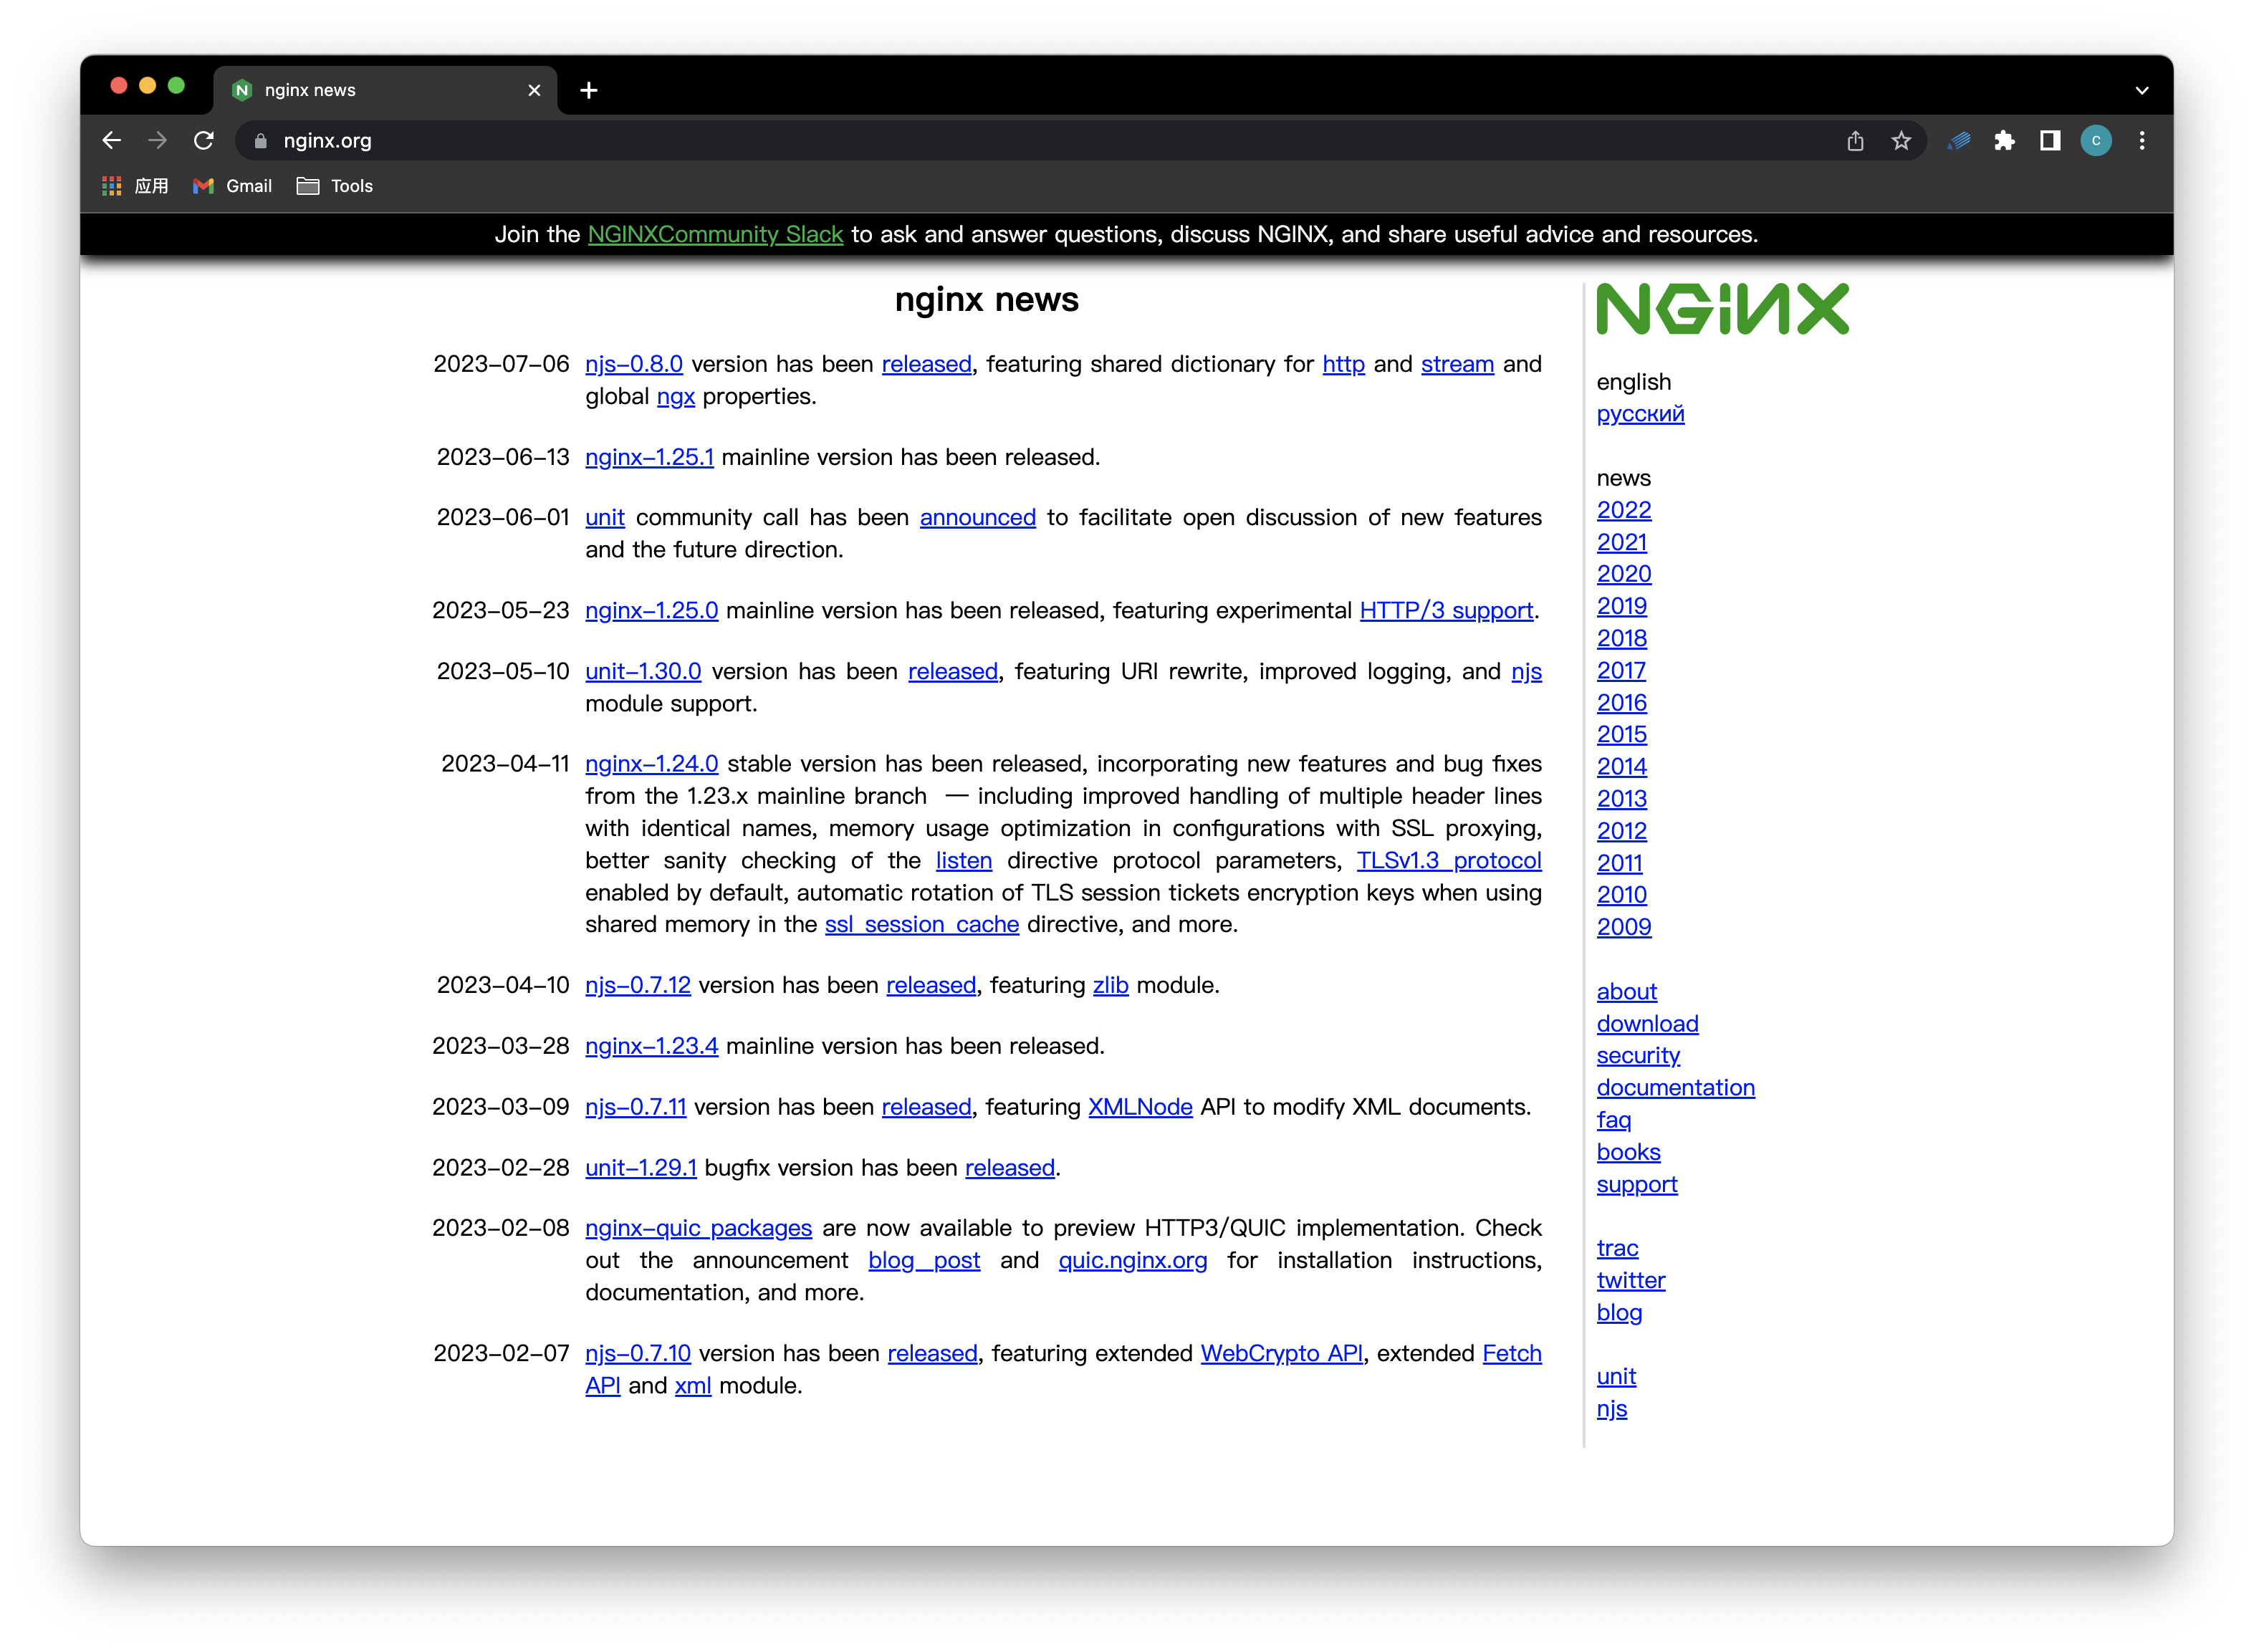 nginx news
nginx.org
C
应用 Gmail Tools
Join the NGINXCommunity Slack to ask and answer questions, discuss NGINX, and share useful advice and resources.
nginx news
2023-07-06 njs-0.8.0 version has been released, featuring shared dictionary for http and stream and
global ngx properties.
2023-06-13 nginx-1.25.1 mainline version has been released.
2023-06-01 unit community call has been announced to facilitate open discussion of new features
and the future direction.
2023-05-23 nginx-1.25.0 mainline version has been released, featuring experimental HTTP/3 support.
2023-05-10 unit-1.30.0 version has been released, featuring URI rewrite, improved logging, and njs
module support.
2023-04-11 nginx-1.24.0 stable version has been released, incorporating new features and bug fixes
from the 1.23.x mainline branch — including improved handling of multiple header lines
with identical names, memory usage optimization in configurations with SSL proxying,
better sanity checking of the listen directive protocol parameters, TLSv1.3 protocol
enabled by default, automatic rotation of TLS session tickets encryption keys when using
shared memory in the ssl_session_cache directive, and more.
2023-04-10 njs-0.7.12 version has been released, featuring zlib module.
2023-03-28 nginx-1.23.4 mainline version has been released.
2023-03-09 njs-0.7.11 version has been released, featuring XMLNode API to modify XML documents.
2023-02-28 unit-1.29.1 bugfix version has been released.
2023-02-08 nginx-quic packages are now available to preview HTTP3/QUIC implementation. Check
out the announcement blog post and quic.nginx.org for installation instructions,
documentation, and more.
2023-02-07 njs-0.7.10 version has been released, featuring extended WebCrypto API, extended Fetch
API and xml module.
NGINX
english
русский
news
2022
2021
2020
2019
2018
2017
2016
2015
2014
2013
2012
2011
2010
2009
about
download
security
documentation
faq
books
support
trac
twitter
blog
unit
njs